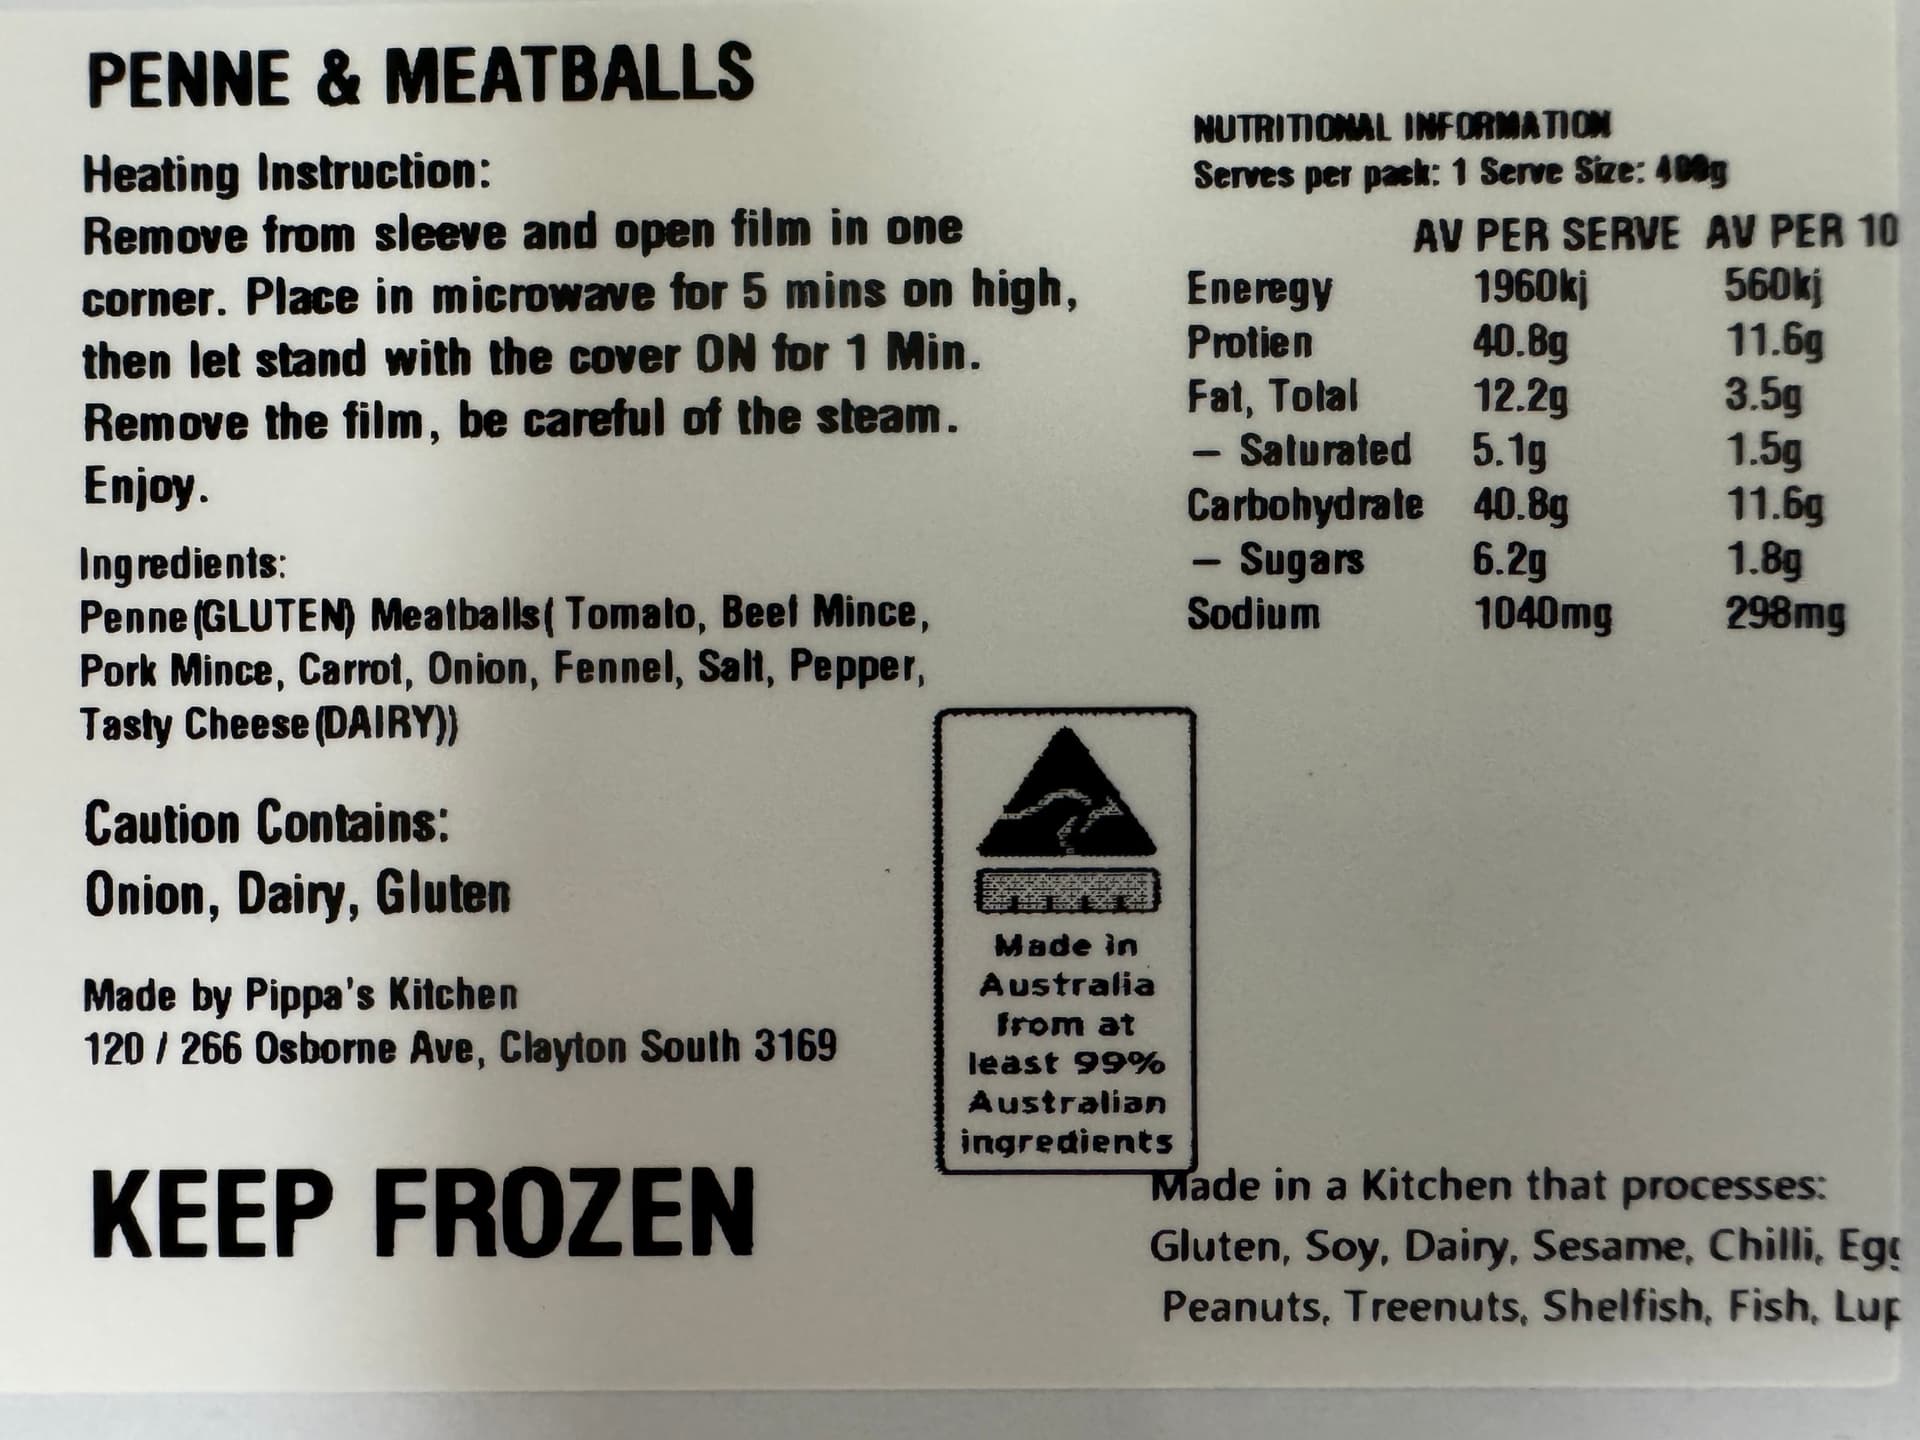 PENNE & MEATBALLS
Heating Instruction:
Remove from sleeve and open film in one
corner. Place in microwave for 5 mins on high,
then let stand with the cover ON for 1 Min.
Remove the film, be careful of the steam.
Enjoy.
Ingredients:
Penne (GLUTEN) Meatballs( Tomato, Beef Mince,
Pork Mince, Carrot, Onion, Fennel, Salt, Pepper,
Tasty Cheese (DAIRY))
Caution Contains:
Onion, Dairy, Gluten
Made by Pippa's Kitchen
120 / 266 Osborne Ave, Clayton South 3169
KEEP FROZEN
NUTRITIONAL INFORMATION
Serves per pack: 1 Serve Size:
AV PER SERVE AV PER 10
Eneregy 1960kj 560kj
Protien 40.8g 11.6g
Fat, Total 12.2g 3.5g
– Saturated 5.1g 1.5g
Carbohydrate 40.8g 11.6g
– Sugars 6.2g 1.8g
Sodium 1040mg 298mg
Made in
Australia
from at
least 99%
Australian
ingredients
Made in a Kitchen that processes:
Gluten, Soy, Dairy, Sesame, Chilli,
Peanuts, Treenuts, Shelfish, Fish,